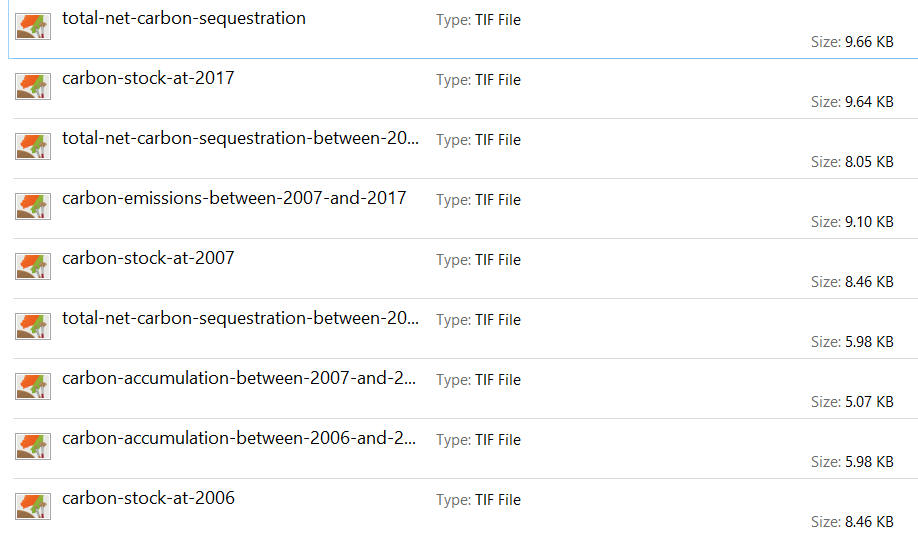 total-net-carbon-sequestration Type: TIF File
Size: 9.66 KB
carbon-stock-at-2017 Type: TIF File
Size: 9.64 KB
total-net-carbon-sequestration-between-20... Type: TIF File
Size: 8.05 KB
carbon-emissions-between-2007-and-2017 Type: TIF File
Size: 9.10 KB
carbon-stock-at-2007 Type: TIF File
Size: 8.46 KB
total-net-carbon-sequestration-between-20... Type: TIF File
Size: 5.98 KB
carbon-accumulation-between-2007-and-2... Type: TIF File
Size: 5.07 KB
carbon-accumulation-between-2006-and-2... Type: TIF File
Size: 5.98 KB
carbon-stock-at-2006 Type: TIF File
Size: 8.46 KB